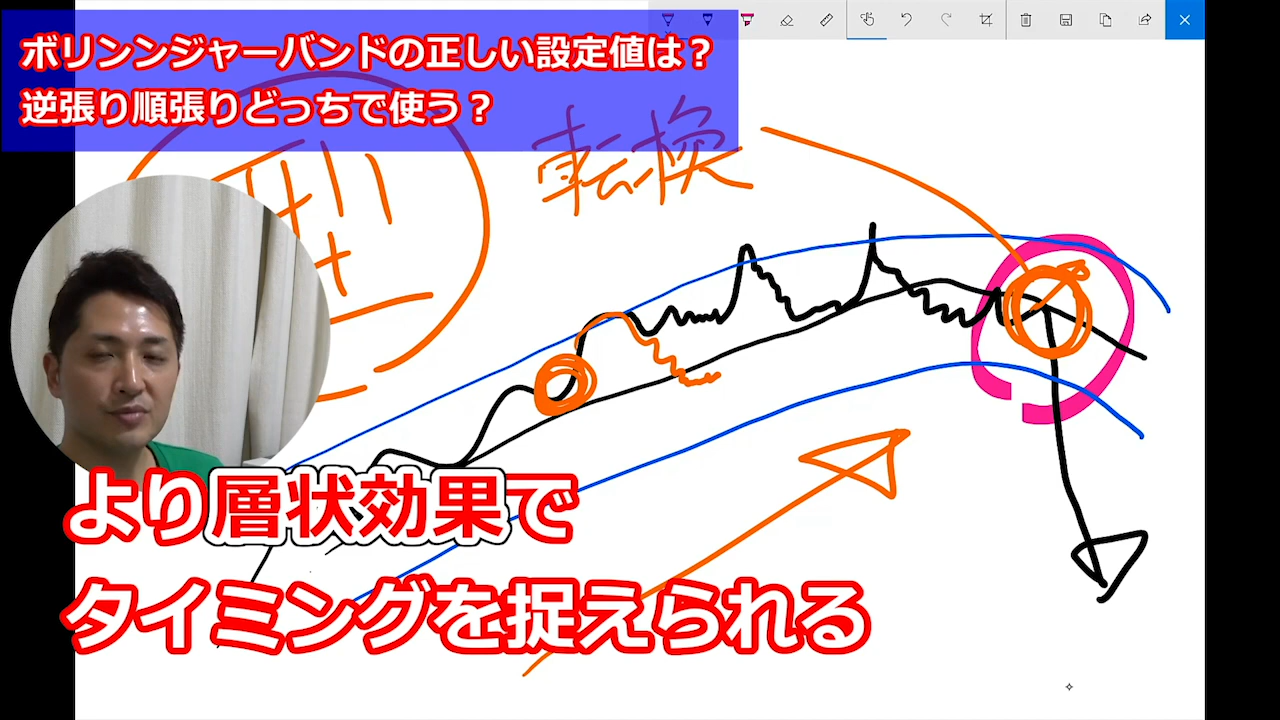 ボリンンジャーバンドの正しい設定値は？
逆張り順張りどっちで使う？
転換
より層状効果で
タイミングを捉えられる